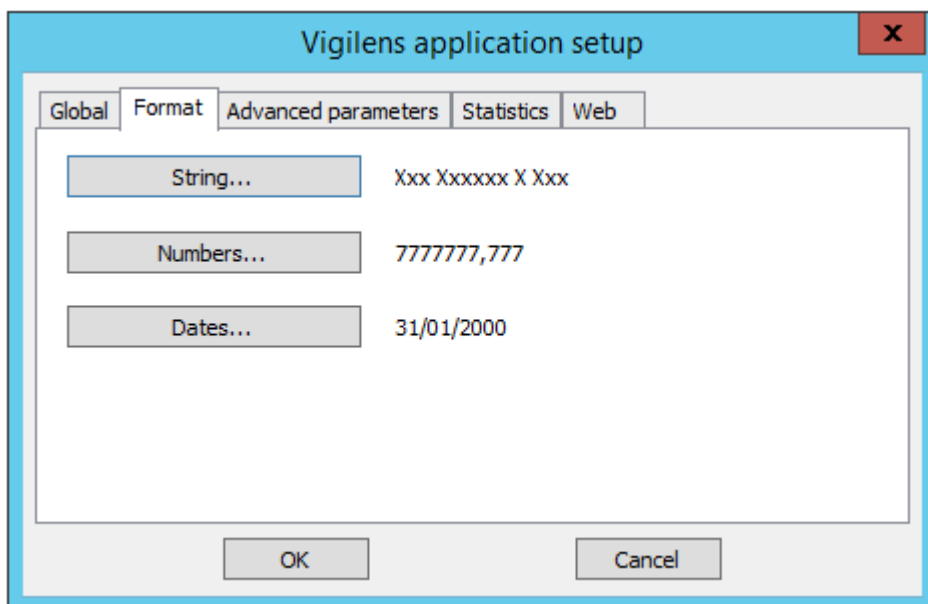 Vigilens application setup
x
Global Format Advanced parameters Statistics Web
String... Xxx Xxxxxx X Xxx
Numbers... 7777777,777
Dates... 31/01/2000
OK Cancel